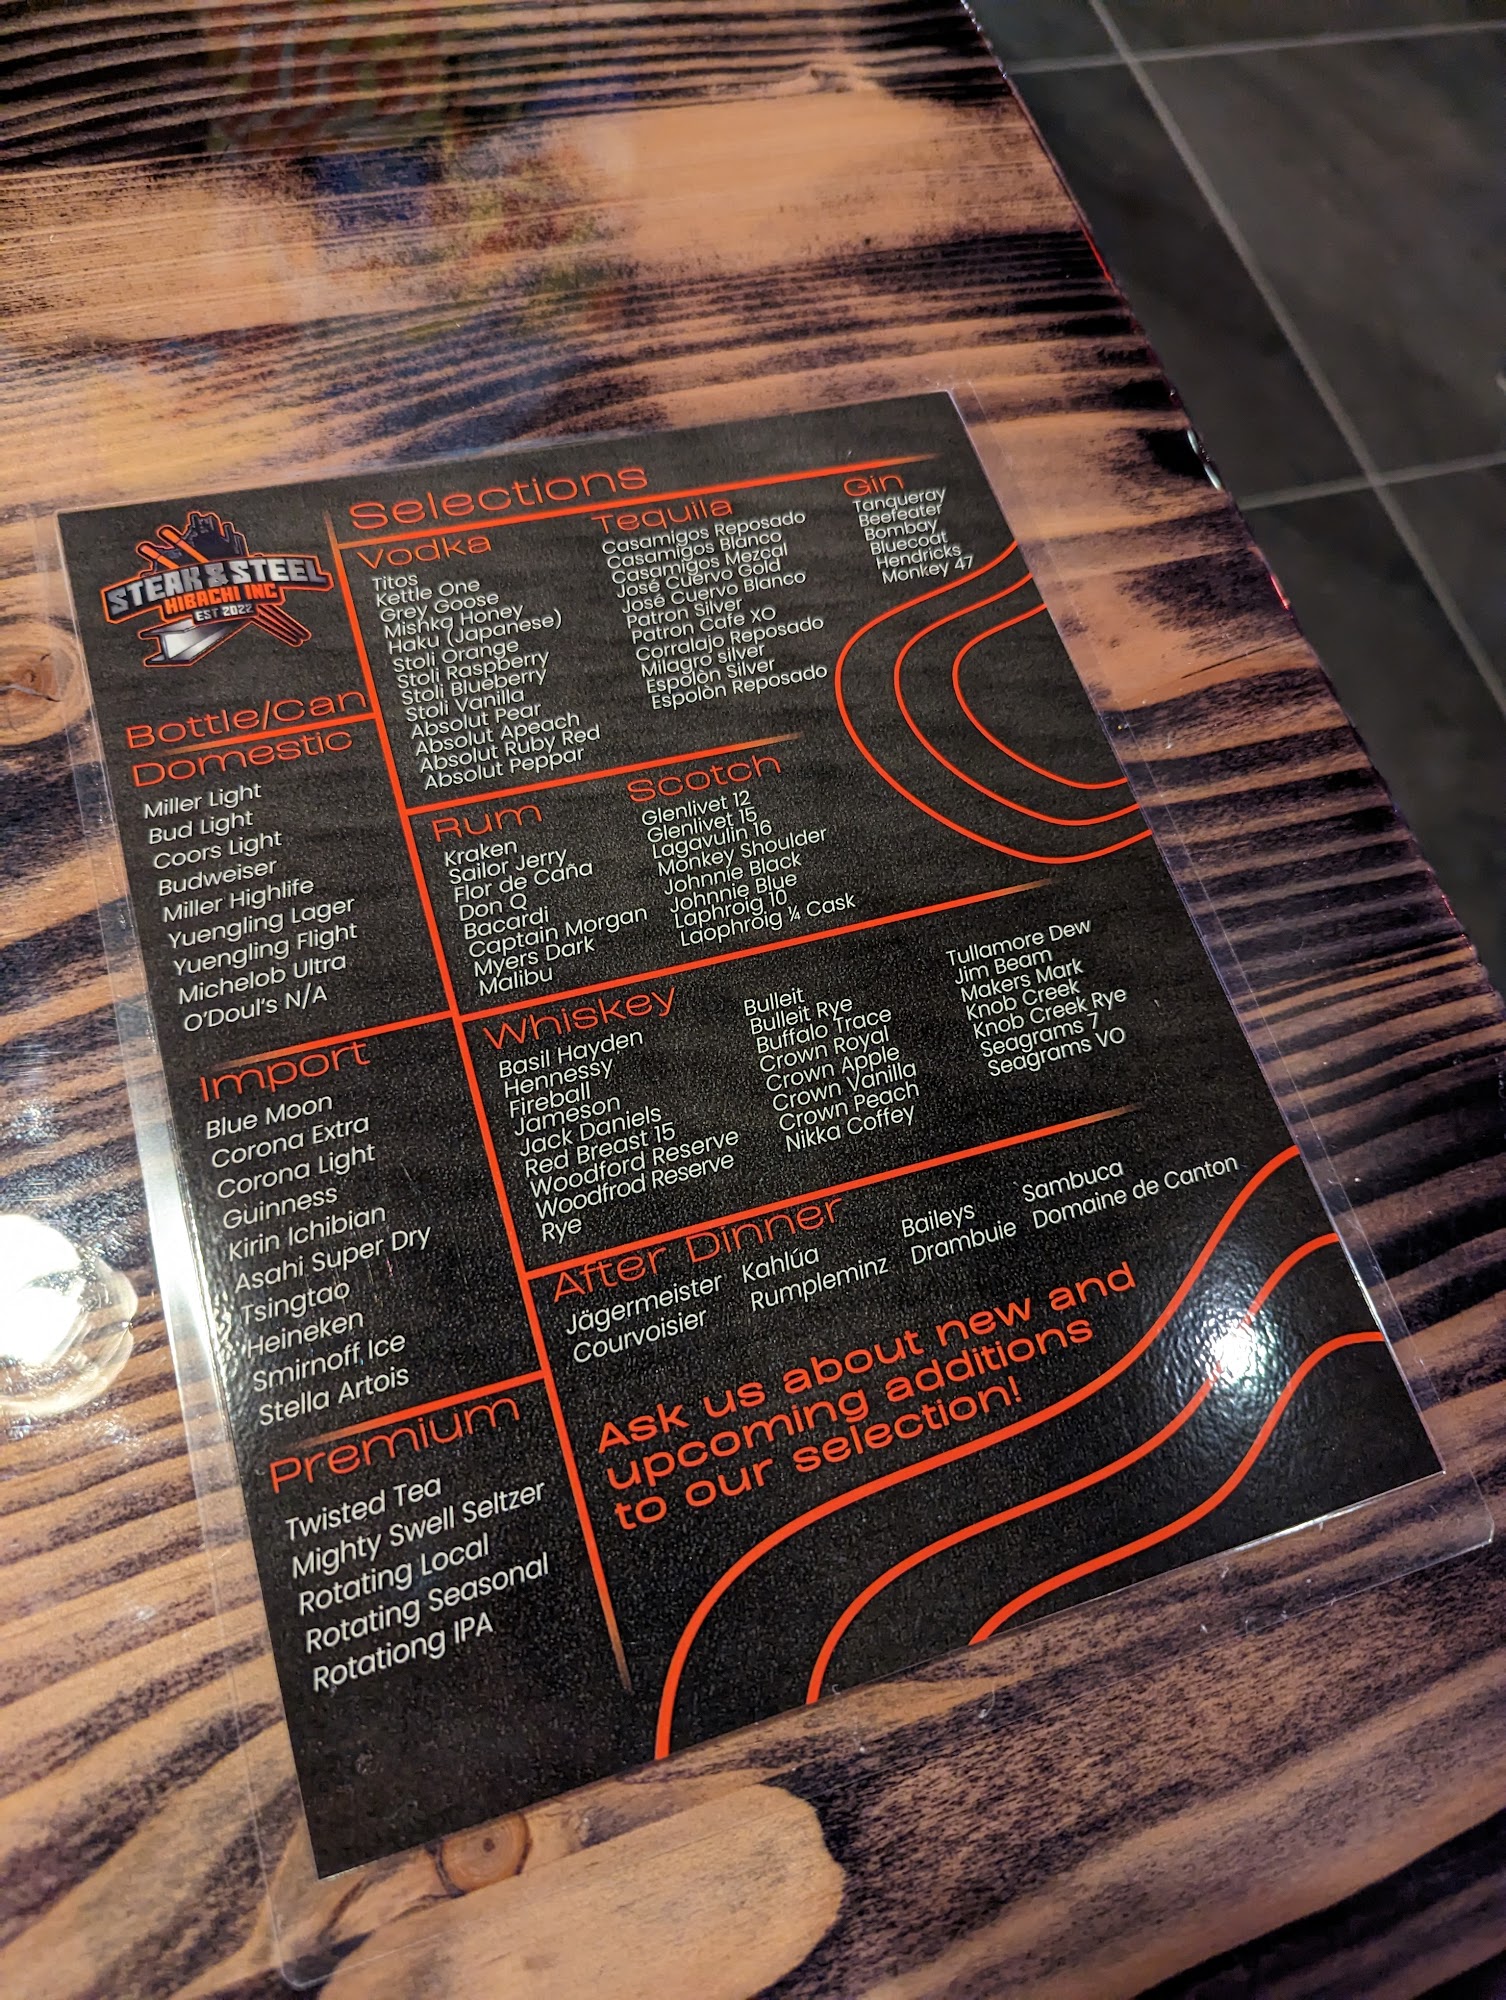 STEAK & STEEL
HIBACHI INC
EST 2022
Bottle/Can
Domestic
Miller Light
Bud Light
Coors Light
Budweiser
Miller Highlife
Yuengling Lager
Yuengling Flight
Michelob Ultra
O'Doul's N/A
Import
Blue Moon
Corona Extra
Corona Light
Guinness
Kirin Ichibian
Asahi Super Dry
Tsingtao
Heineken
Smirnoff Ice
Stella Artois
Premium
Twisted Tea
Mighty Swell Seltzer
Rotating Local
Rotating Seasonal
Rotationg IPA
Selections
Vodka
Titos
Kettle One
Grey Goose
Mishka Honey
Haku (Japanese)
Stoli Orange
Stoli Raspberry
Stoli Blueberry
Stoli Vanilla
Absolut Pear
Absolut Apeach
Absolut Ruby Red
Absolut Peppar
Tequila
Casamigos Reposado
Casamigos Blanco
Casamigos Mezcal
José Cuervo Gold
José Cuervo Blanco
Patron Silver
Patron Cafe XO
Corralajo Reposado
Milagro silver
Espolòn Silver
Espolòn Reposado
Gin
Tanqueray
Beefeater
Bombay
Bluecoat
Hendricks
Monkey 47
Rum
Kraken
Sailor Jerry
Flor de Caña
Don Q
Bacardi
Captain Morgan
Myers Dark
Malibu
Scotch
Glenlivet 12
Glenlivet 15
Lagavulin 16
Monkey Shoulder
Johnnie Black
Johnnie Blue
Laphroig 10
Laophroig ¼ Cask
Whiskey
Basil Hayden
Hennessy
Fireball
Jameson
Jack Daniels
Red Breast 15
Woodford Reserve
Woodfrod Reserve
Rye
Bulleit
Bulleit Rye
Buffalo Trace
Crown Royal
Crown Apple
Crown Vanilla
Crown Peach
Nikka Coffey
Tullamore Dew
Jim Beam
Makers Mark
Knob Creek
Knob Creek Rye
Seagrams 7
Seagrams VO
After Dinner
Jägermeister
Courvoisier
Kahlúa
Rumpleminz
Baileys
Drambuie
Sambuca
Domaine de Canton
Ask us about new and
upcoming additions
to our selection!